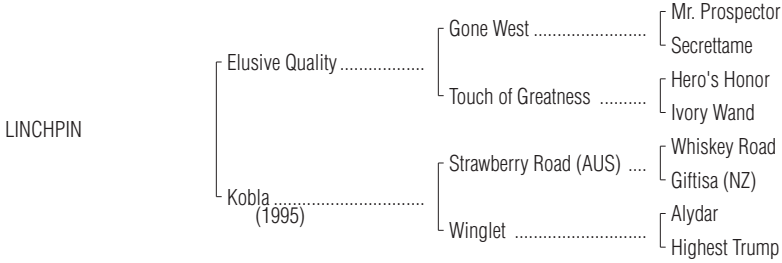 Mr. Prospector
Gone West
Secrettame
Elusive Quality
Hero's Honor
Touch of Greatness
Ivory Wand
LINCHPIN
Whiskey Road
Strawberry Road (AUS)
Giftisa (NZ)
Kobla
(1995)
Alydar
Winglet
Highest Trump